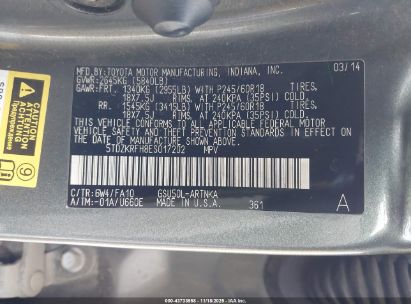 MFD. BY: TOYOTA MOTOR MANUFACTURING, INDIANA, INC. 03/14
GVWR: 2645KG (5840LB)
GAWR: FRT. 1340KG (2955LB) WITH P245/60R18 TIRES,
18X7.5J RIMS, AT 240KPA (35PSI) COLD.
RR. 1545KG (3415LB) WITH P245/60R18 TIRES,
18X7.5J RIMS, AT 240KPA (35PSI) COLD.
THIS VEHICLE CONFORMS TO ALL APPLICABLE FEDERAL MOTOR
VEHICLE SAFETY AND THEFT PREVENTION STANDARDS IN
EFFECT ON THE DATE OF MANUFACTURE SHOWN ABOVE.
5TDZKRFH8ES017202 MPV
C/TR: 6W4/FA10 GSU50L-ARTNKA
A/TM: -01A/U660E MADE IN U.S.A. 361 A
9